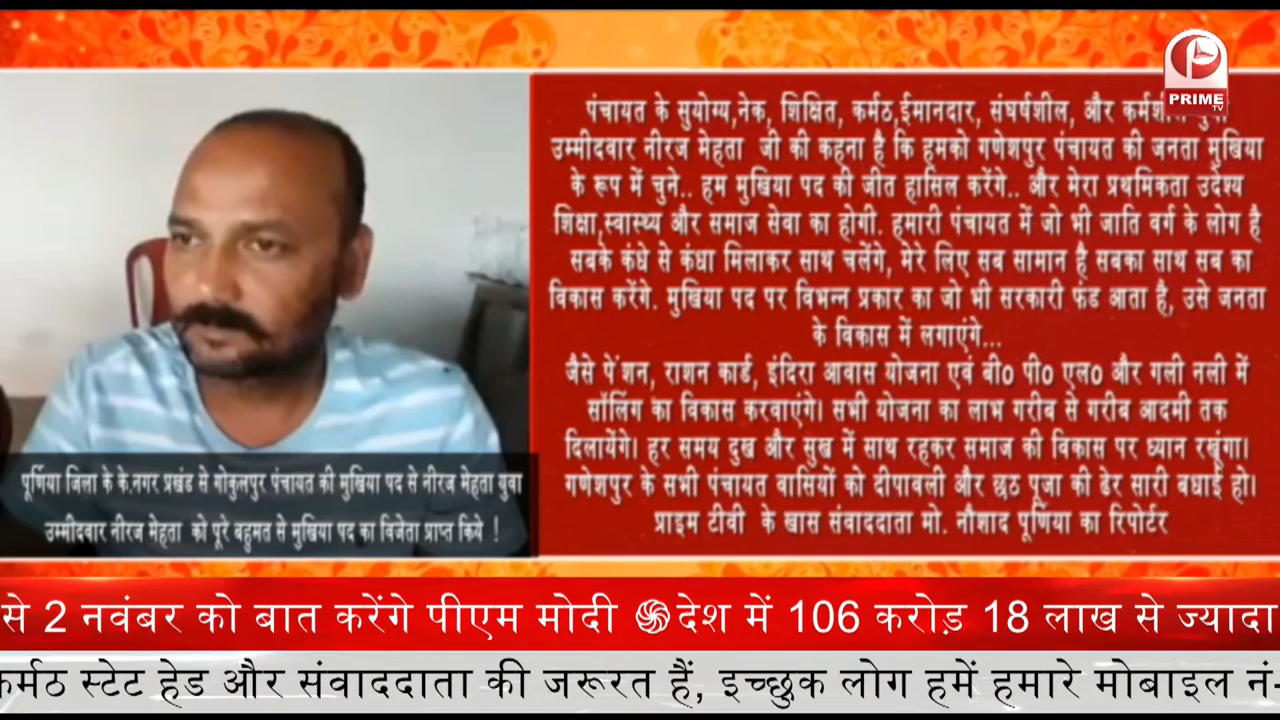 PRIME
TV
पंचायत के सुयोग्य,नेक, शिक्षित, कर्मठ,ईमानदार, संघर्षशील, और
उम्मीदवार नीरज मेहता जी की कहना है कि हमको गणेशपुर पंचायत की जनता मुखिया
के रूप में चुने.. हम मुखिया पद की जीत हासिल करेंगे.. और मेरा प्रथमिकता उदेश्य
शिक्षा,स्वास्थ्य और समाज सेवा का होगी. हमारी पंचायत में जो भी जाति वर्ग के लोग है
सबके कंधे से कंधा मिलाकर साथ चलेंगे, मेरे लिए सब सामान है सबका साथ सब का
विकास करेंगे. मुखिया पद पर विभन्न प्रकार का जो भी सरकारी फंड आता है, उसे जनता
के विकास में लगाएंगे...
जैसे पेंशन, राशन कार्ड, इंदिरा आवास योजना एवं बी0 पी0 एल0 और गली नली में
सॉलिंग का विकास करवाएंगे। सभी योजना का लाभ गरीब से गरीब आदमी तक
दिलायेंगे। हर समय दुख और सुख में साथ रहकर समाज की विकास पर ध्यान रखूंगा।
गणेशपुर के सभी पंचायत वासियों को दीपावली और छठ पूजा की ढेर सारी बधाई हो।
प्राइम टीवी के खास संवाददाता मो. नौशाद पूर्णिया का रिपोर्टर
पूर्णिया जिला के के.नगर प्रखंड से गोकुलपुर पंचायत की मुखिया पद से नीरज मेहता युवा
उम्मीदवार नीरज मेहता को पूरे बहुमत से मुखिया पद का विजेता प्राप्त किये !
से 2 नवंबर को बात करेंगे पीएम मोदी देश में 106 करोड़ 18 लाख से ज्यादा
कर्मठ स्टेट हेड और संवाददाता की जरूरत हैं, इच्छुक लोग हमें हमारे मोबाइल नं-